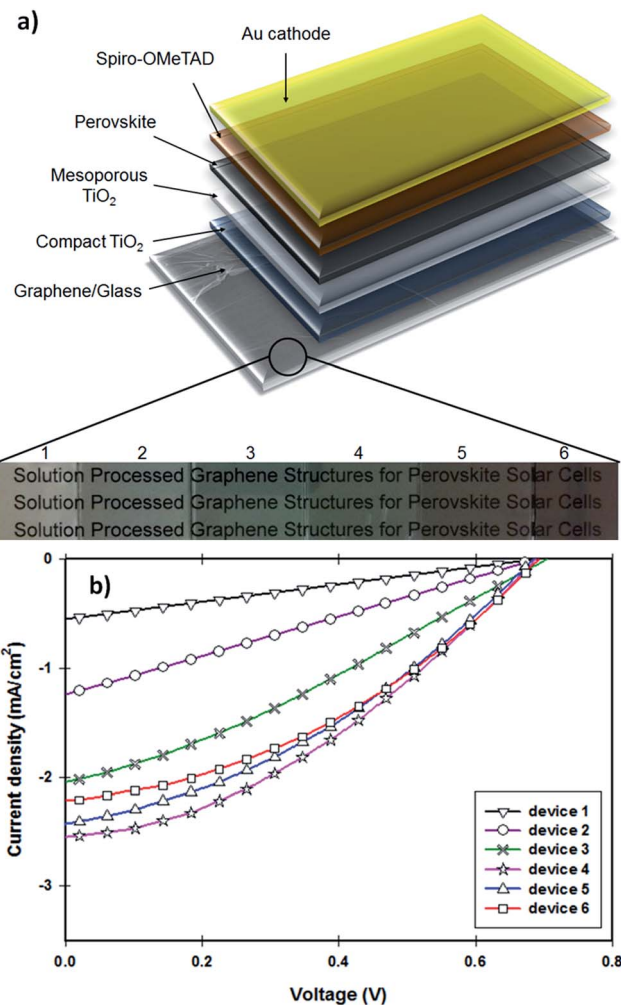 a)
Au cathode
Spiro-OMeTAD
Perovskite
Mesoporous
TiO₂
Compact TiO₂
Graphene/Glass
1 2 3 4 5 6
Solution Processed Graphene Structures for Perovskite Solar Cells
Solution Processed Graphene Structures for Perovskite Solar Cells
Solution Processed Graphene Structures for Perovskite Solar Cells
b)
0
-1
-2
-3
Current density (mA/cm²)
device 1
device 2
device 3
device 4
device 5
device 6
0.0 0.2 0.4 0.6 0.8
Voltage (V)